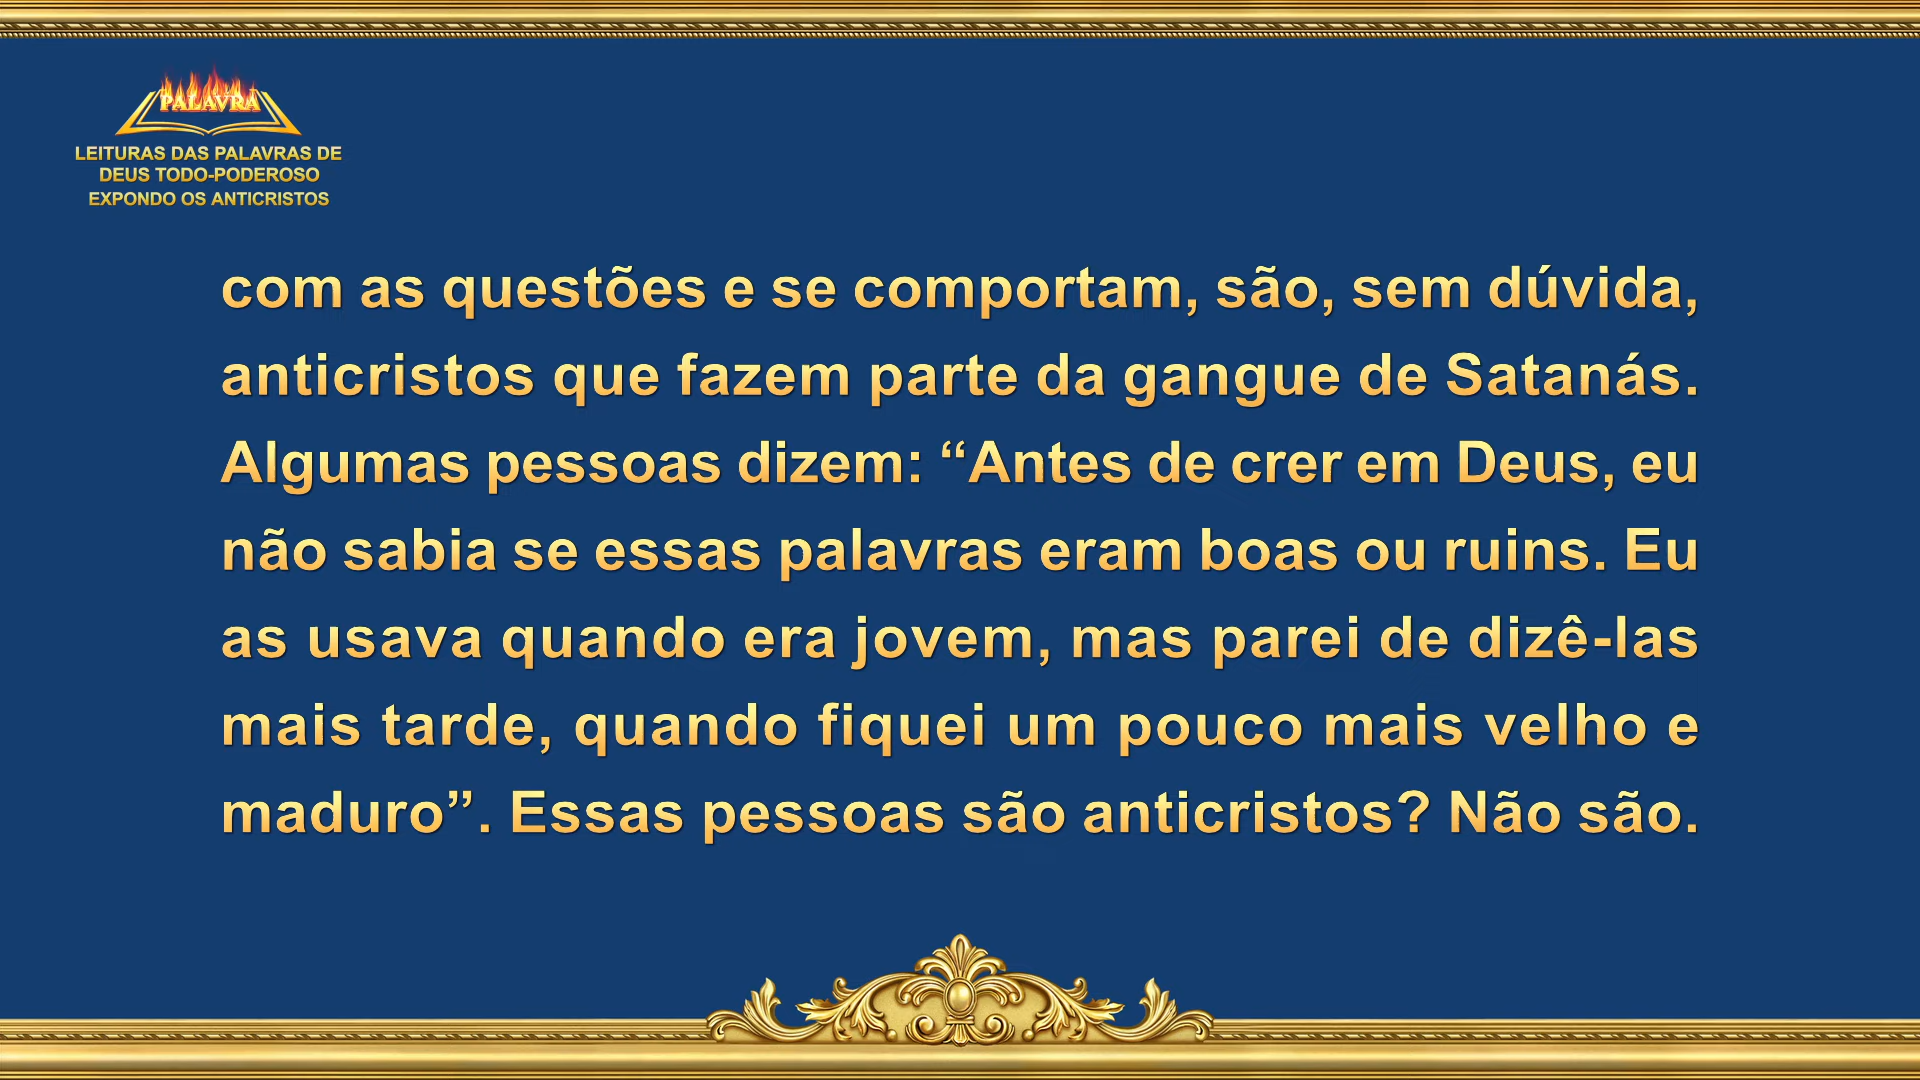 PALAVRA
LEITURAS DAS PALAVRAS DE
DEUS TODO-PODEROSO
EXPONDO OS ANTICRISTOS
com as questões e se comportam, são, sem dúvida,
anticristos que fazem parte da gangue de Satanás.
Algumas pessoas dizem: “Antes de crer em Deus, eu
não sabia se essas palavras eram boas ou ruins. Eu
as usava quando era jovem, mas parei de dizê-las
mais tarde, quando fiquei um pouco mais velho e
maduro”. Essas pessoas são anticristos? Não são.